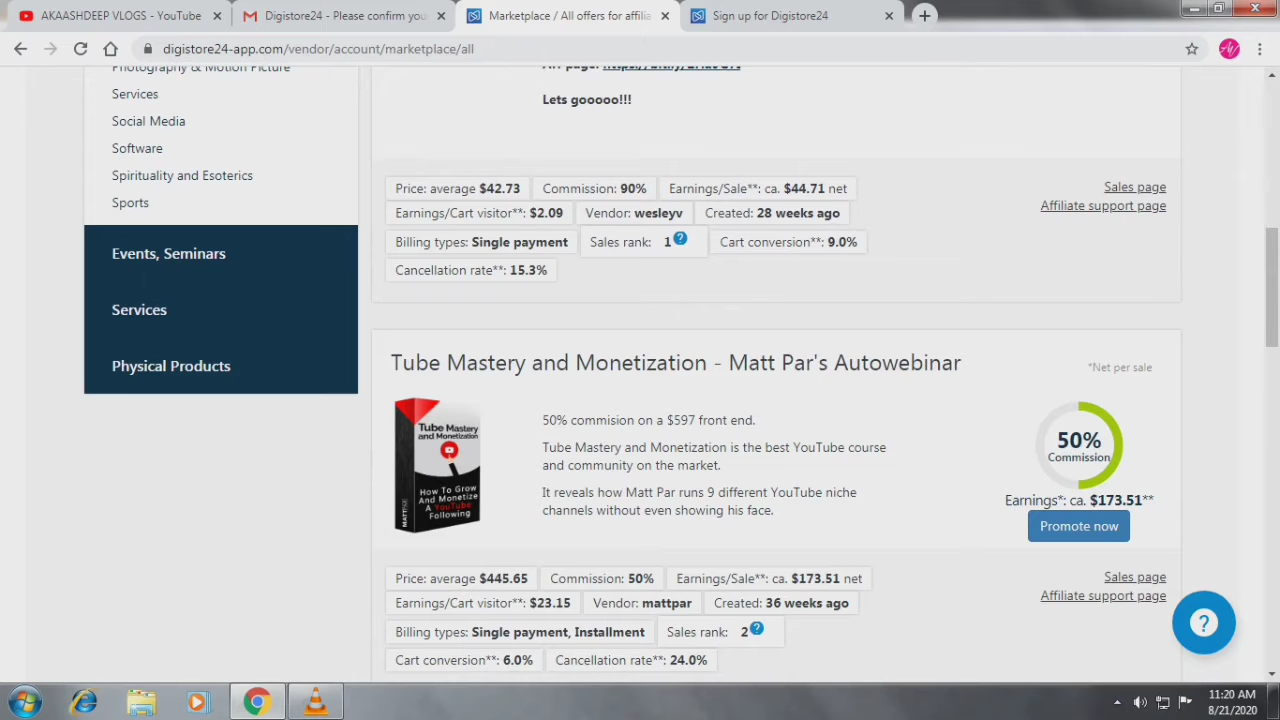 AKAASHDEEP VLOGS - YouTube
Digistore24 - Please confirm you
Marketplace / All offers for affilia
Sign up for Digistore24
digistore24-app.com/vendor/account/marketplace/all
Photography & Motion Picture
Services
Social Media
Software
Spirituality and Esoterics
Sports
Events, Seminars
Services
Physical Products
Lets gooooo!!!
Price: average $42.73 Commission: 90% Earnings/Sale**: ca. $44.71 net
Earnings/Cart visitor**: $2.09 Vendor: wesleyv Created: 28 weeks ago
Billing types: Single payment Sales rank: 1 ? Cart conversion**: 9.0%
Cancellation rate**: 15.3%
Sales page
Affiliate support page
Tube Mastery and Monetization - Matt Par's Autowebinar
*Net per sale
Tube Mastery
and Monetization
How To Grow
And Monetize
A YouTube
Following
50% commision on a $597 front end.
Tube Mastery and Monetization is the best YouTube course
and community on the market.
It reveals how Matt Par runs 9 different YouTube niche
channels without even showing his face.
50%
Commission
Earnings*: ca. $173.51**
Promote now
Price: average $445.65 Commission: 50% Earnings/Sale**: ca. $173.51 net
Earnings/Cart visitor**: $23.15 Vendor: mattpar Created: 36 weeks ago
Billing types: Single payment, Installment Sales rank: 2 ?
Cart conversion**: 6.0% Cancellation rate**: 24.0%
Sales page
Affiliate support page
?
11:20 AM
8/21/2020